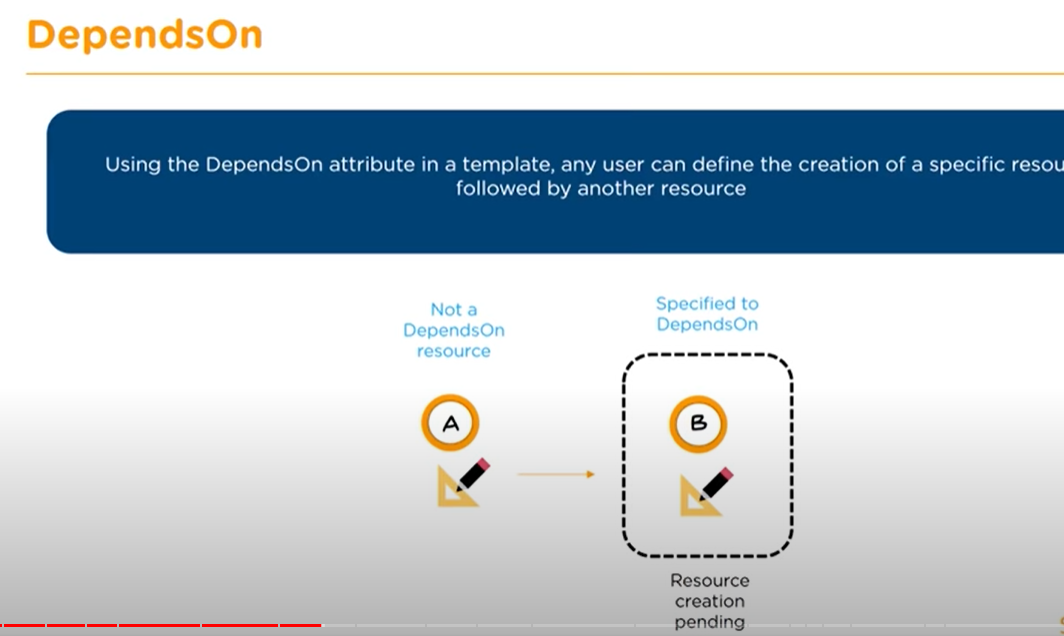 DependsOn
Using the DependsOn attribute in a template, any user can define the creation of a specific resou
followed by another resource
Not a
DependsOn
resource
Specified to
DependsOn
A
B
Resource
creation
pending